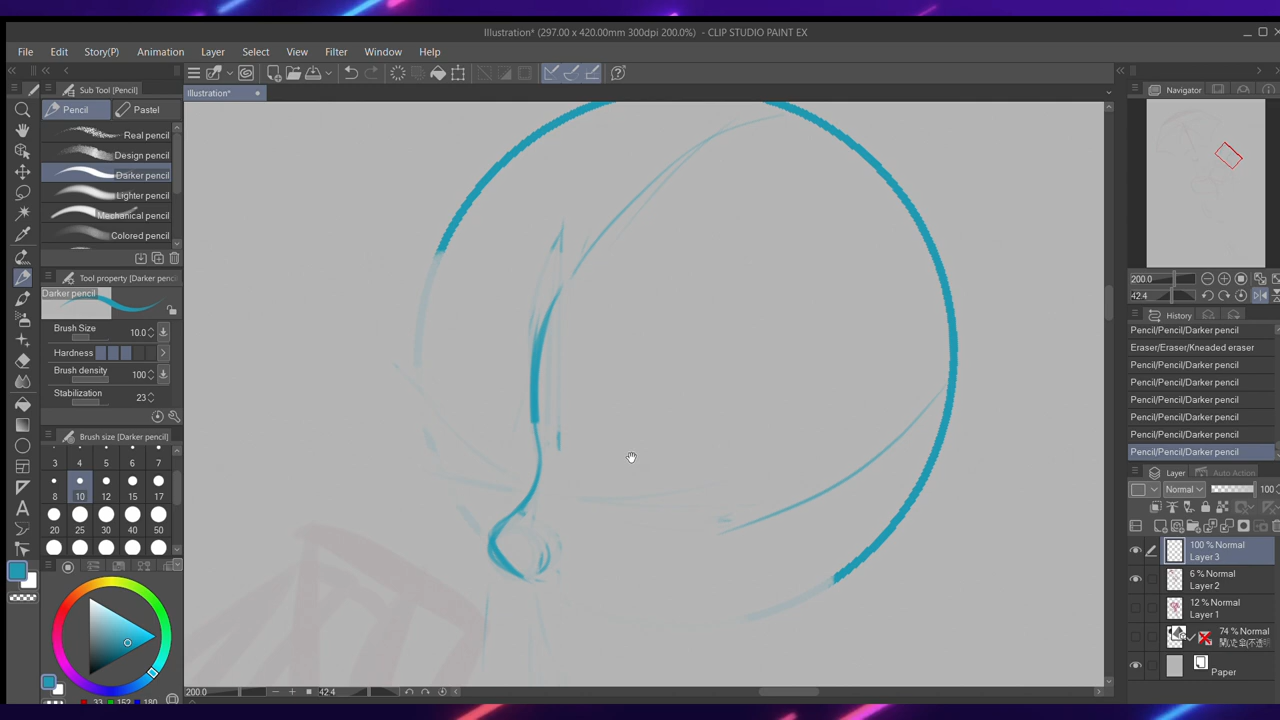 Illustration* (297.00 x 420.00mm 300dpi 200.0%) - CLIP STUDIO PAINT EX
File Edit Story(P) Animation Layer Select View Filter Window Help
Sub Tool [Pencil]
Illustration*
Navigator
Pencil Pastel
Real pencil
Design pencil
Darker pencil
Lighter pencil
Mechanical pencil
Colored pencil
Tool property [Darker penc
Darker pencil
Brush Size 10.0
Hardness
Brush density 100
Stabilization 23
Brush size [Darker pencil]
3 4 5 6 7
8 10 12 15 17
20 25 30 40 50
200.0
42.4
History
Pencil/Pencil/Darker pencil
Eraser/Eraser/Kneaded eraser
Pencil/Pencil/Darker pencil
Pencil/Pencil/Darker pencil
Pencil/Pencil/Darker pencil
Pencil/Pencil/Darker pencil
Pencil/Pencil/Darker pencil
Pencil/Pencil/Darker pencil
Layer Auto Action
Normal 100
100 % Normal
Layer 3
6 % Normal
Layer 2
12 % Normal
Layer 1
74 % Normal
Paper
200.0 42.4
33 152 180